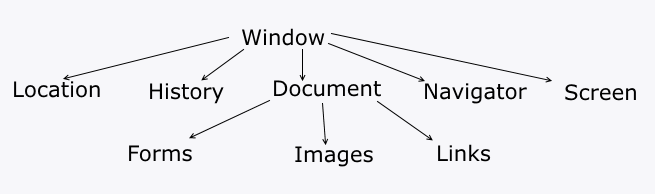 Window
Location History Document Navigator Screen
Forms Images Links